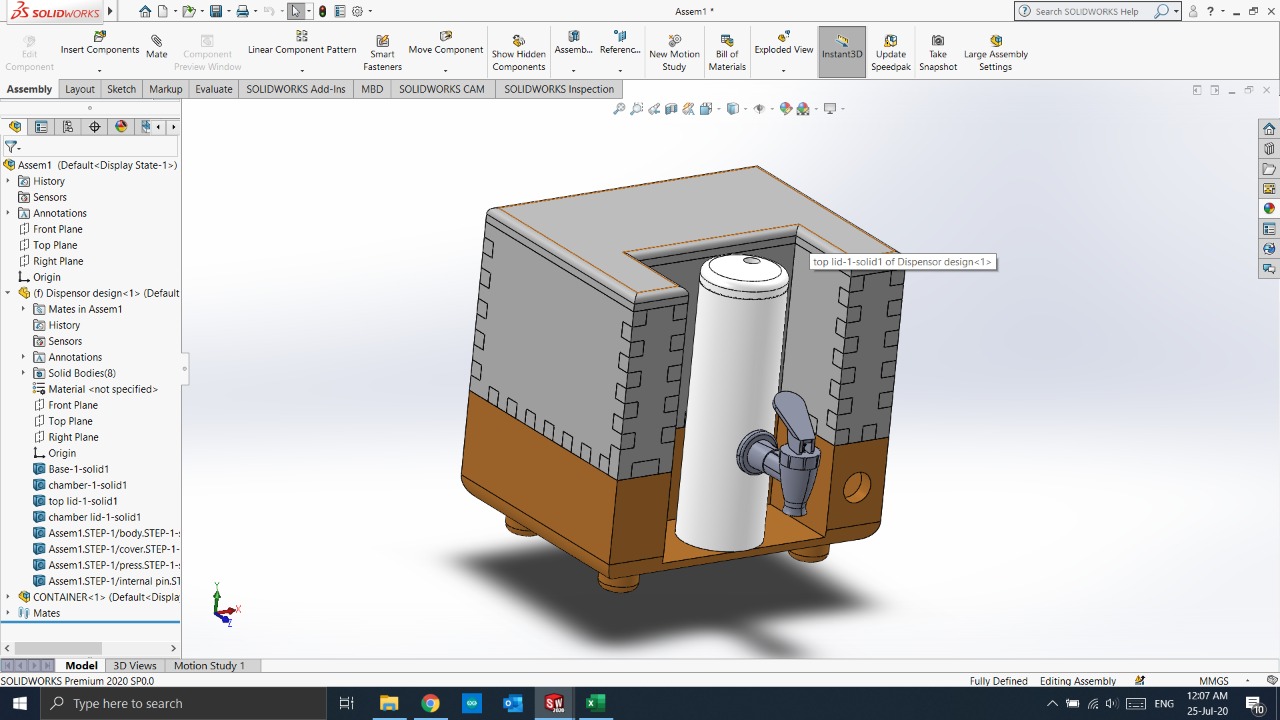 SOLIDWORKS
Assem1 *
Search SOLIDWORKS Help
Edit
Component
Insert Components
Mate
Component
Preview Window
Linear Component Pattern
Smart
Fasteners
Move Component
Show Hidden
Components
Assemb...
Referenc...
New Motion
Study
Bill of
Materials
Exploded View
Instant3D
Update
Speedpak
Take
Snapshot
Large Assembly
Settings
Assembly
Layout
Sketch
Markup
Evaluate
SOLIDWORKS Add-Ins
MBD
SOLIDWORKS CAM
SOLIDWORKS Inspection
Assem1 (Default<Display State-1>)
History
Sensors
Annotations
Front Plane
Top Plane
Right Plane
Origin
(f) Dispensor design<1> (Default
Mates in Assem1
History
Sensors
Annotations
Solid Bodies(8)
Material <not specified>
Front Plane
Top Plane
Right Plane
Origin
Base-1-solid1
chamber-1-solid1
top lid-1-solid1
chamber lid-1-solid1
Assem1.STEP-1/body.STEP-1-s
Assem1.STEP-1/cover.STEP-1-
Assem1.STEP-1/press.STEP-1-
Assem1.STEP-1/internal pin.ST
CONTAINER<1> (Default<Displa
Mates
top lid-1-solid1 of Dispensor design<1>
Y
X
Z
Model
3D Views
Motion Study 1
SOLIDWORKS Premium 2020 SP0.0
Fully Defined
Editing Assembly
MMGS
Type here to search
SW
2020
ENG
12:07 AM
25-Jul-20
10